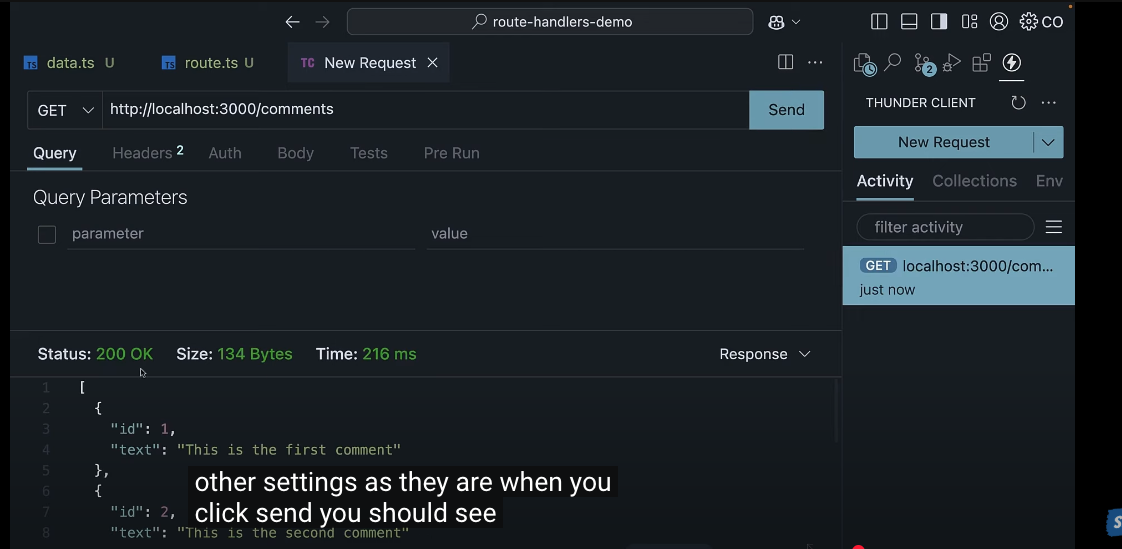 route-handlers-demo
CO
TS data.ts U
TS route.ts U
TC New Request
2
GET
http://localhost:3000/comments
Send
THUNDER CLIENT
New Request
Query
Headers 2
Auth
Body
Tests
Pre Run
Activity
Collections
Env
Query Parameters
parameter
value
filter activity
GET localhost:3000/com...
just now
Status: 200 OK
Size: 134 Bytes
Time: 216 ms
Response
1 [
2 {
3 "id": 1,
4 "text": "This is the first comment"
5 },
6 {
7 "id": 2,
8 "text": "This is the second comment"
other settings as they are when you
click send you should see
S